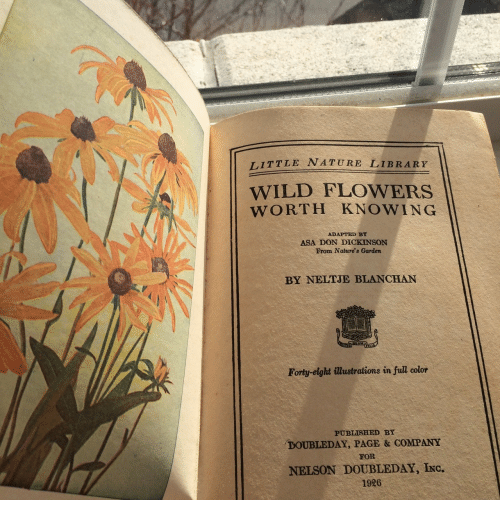 LITTLE NATURE LIBRARY
WILD FLOWERS
WORTH KNOWING
ADAPTED BY
ASA DON DICKINSON
From Nature's Garden
BY NELTJE BLANCHAN
Forty-eight illustrations in full color
PUBLISHED BY
DOUBLEDAY, PAGE & COMPANY
FOR
NELSON DOUBLEDAY, INC.
1926